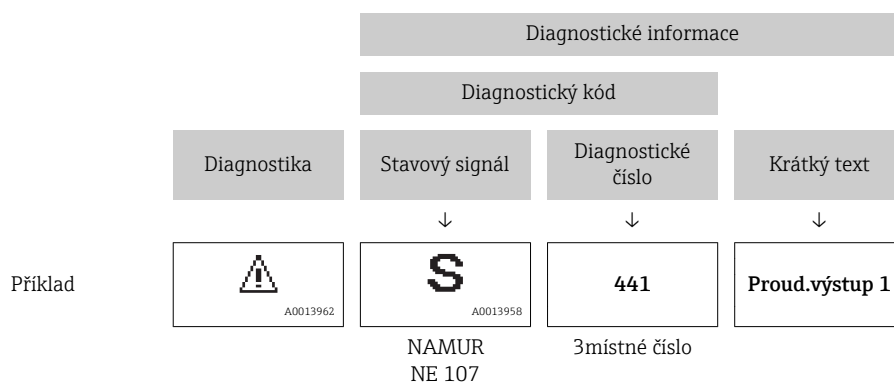 Diagnostické informace
Diagnostický kód
Diagnostika
Stavový signál
Diagnostické
číslo
Krátký text
↓ ↓ ↓
Příklad
A0013962
S
A0013958
441
Proud.výstup 1
NAMUR
NE 107
3místné číslo